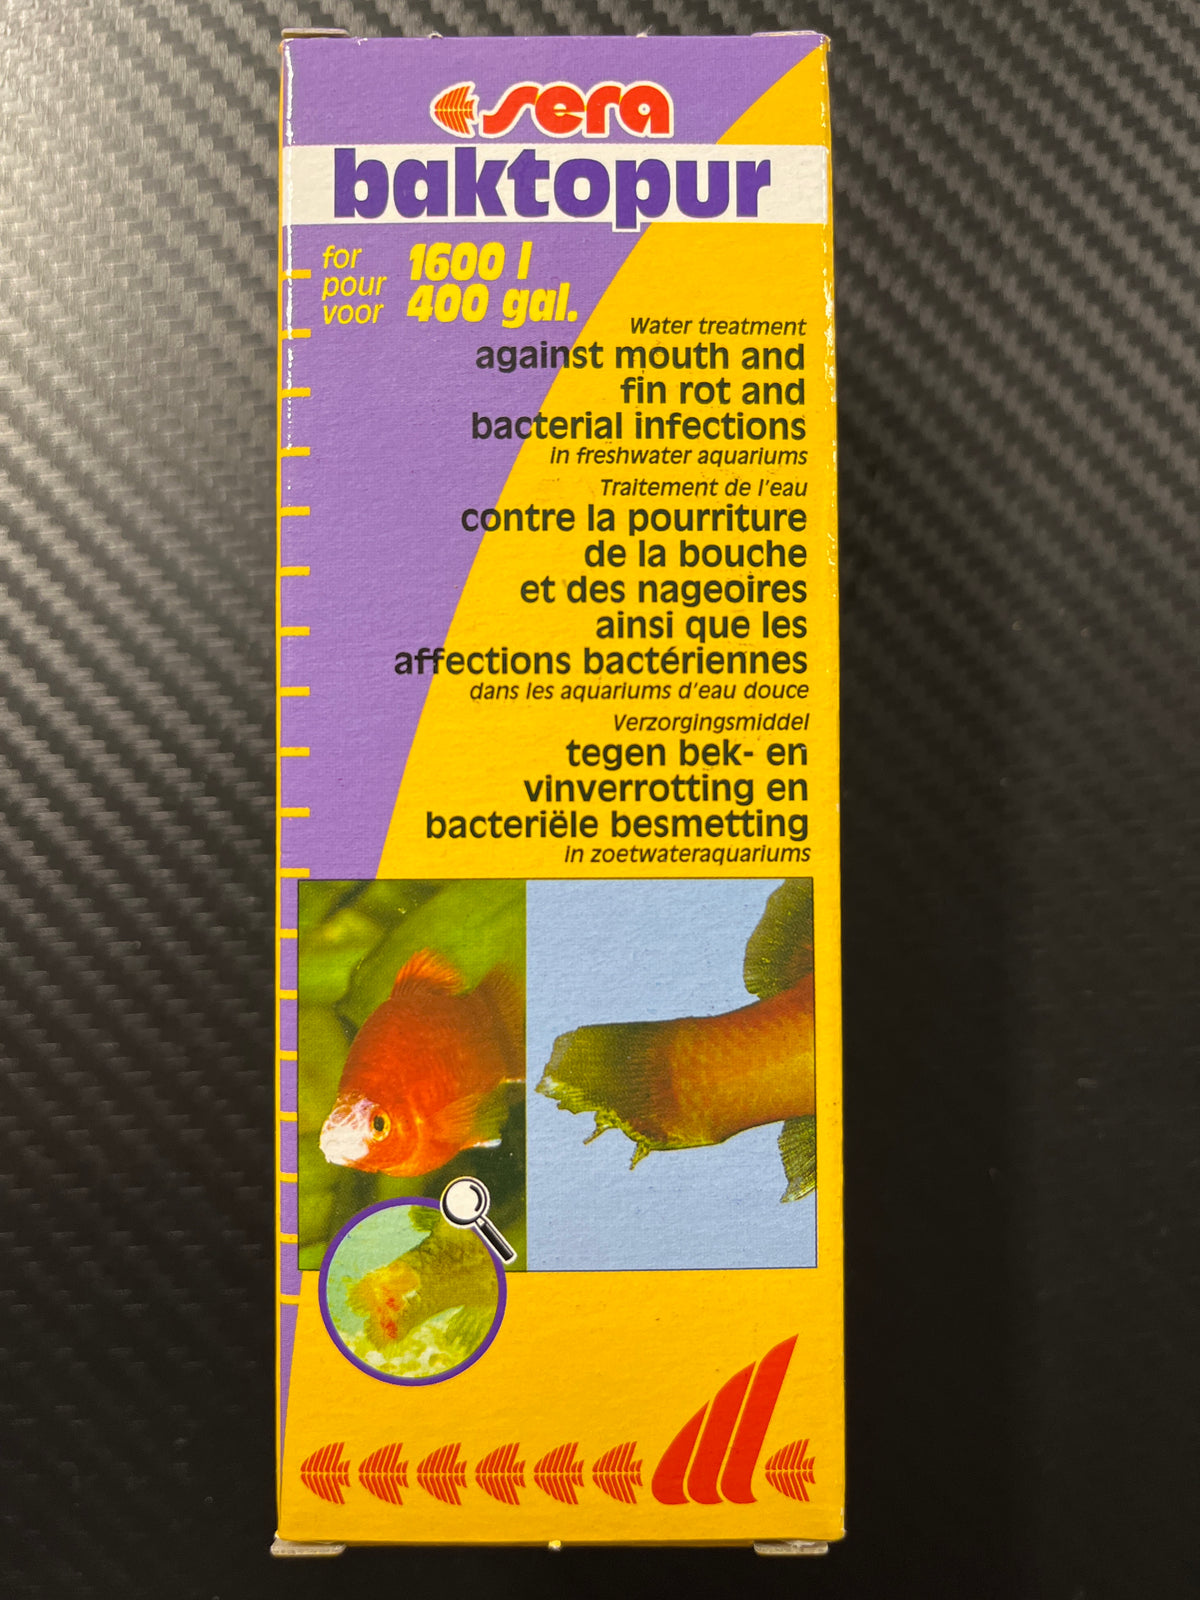 sera
baktopur
for
pour
voor
1600 l
400 gal.
Water treatment
against mouth and
fin rot and
bacterial infections
in freshwater aquariums
Traitement de l'eau
contre la pourriture
de la bouche
et des nageoires
ainsi que les
affections bactériennes
dans les aquariums d'eau douce
Verzorgingsmiddel
tegen bek- en
vinverrotting en
bacteriële besmetting
in zoetwateraquariums